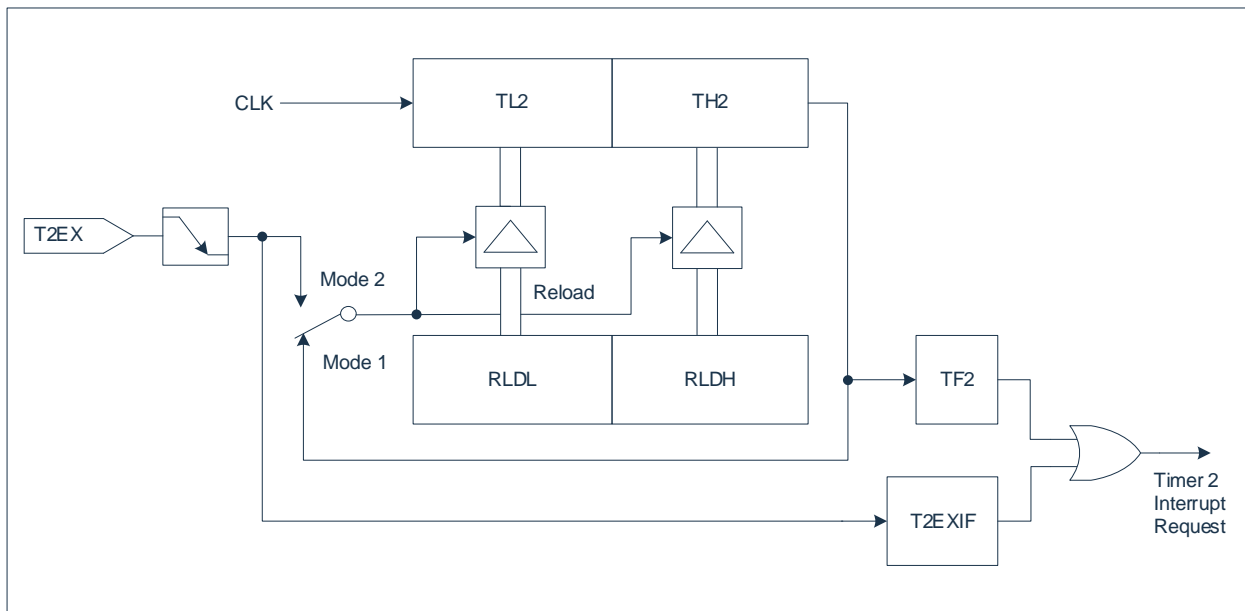 CLK
TL2
TH2
T2EX
Mode 2
Reload
Mode 1
RLDL
RLDH
TF2
T2EXIF
Timer 2
Interrupt
Request